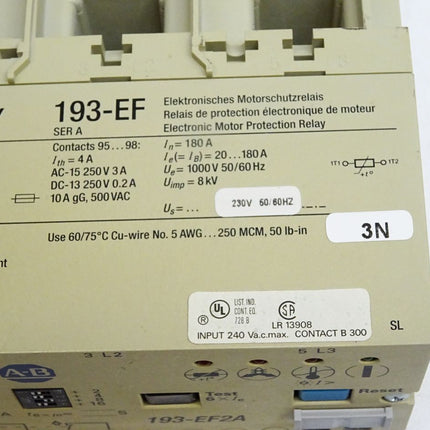 193-EF
SER A
Elektronisches Motorschutzrelais
Relais de protection électronique de moteur
Electronic Motor Protection Relay
Contacts 95...98:
Ith = 4 A
AC-15 250 V 3 A
DC-13 250 V 0.2 A
10 A gG, 500 VAC
In = 180 A
Ie (= IB) = 20...180 A
Ue = 1000 V 50/60 Hz
Uimp = 8 kV
Us = ... 230V 50/60HZ
1T1 1T2
+t°
Use 60/75°C Cu-wire No. 5 AWG...250 MCM, 50 lb-in
3N
UL
LIST. IND.
CONT. EQ.
728 B
®
SA
LR 13908
INPUT 240 Va.c.max. CONTACT B 300
SL
3 L2
5 L3
A-B
Test
6 x Ie
Reset
193-EF2A